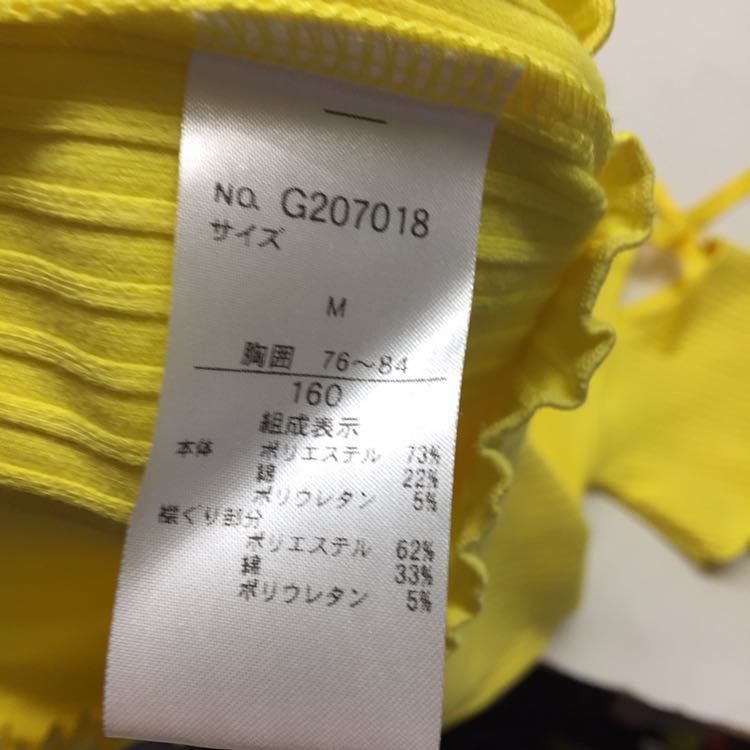 NO. G207018
サイズ
M
胸囲 76〜84
160
組成表示
本体 ポリエステル 73%
綿 22%
ポリウレタン 5%
襟ぐり部分
ポリエステル 62%
綿 33%
ポリウレタン 5%